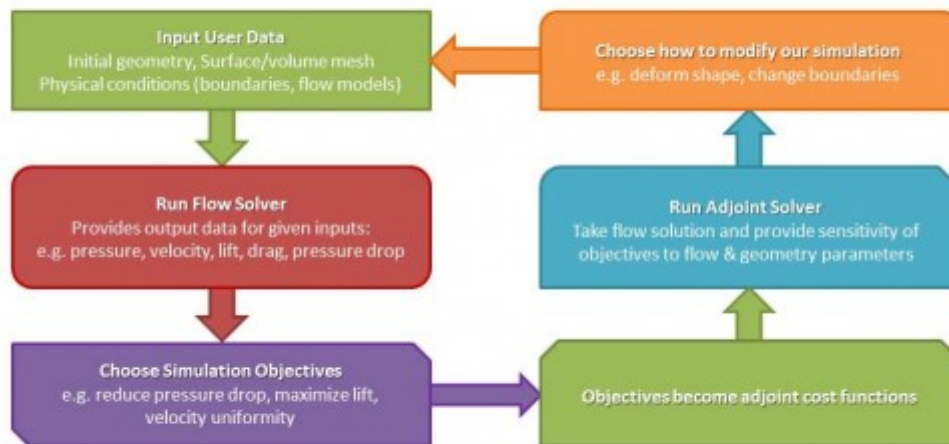 Input User Data
Initial geometry, Surface/volume mesh
Physical conditions (boundaries, flow models)
Run Flow Solver
Provides output data for given inputs:
e.g. pressure, velocity, lift, drag, pressure drop
Choose Simulation Objectives
e.g. reduce pressure drop, maximize lift,
velocity uniformity
Objectives become adjoint cost functions
Run Adjoint Solver
Take flow solution and provide sensitivity of
objectives to flow & geometry parameters
Choose how to modify our simulation
e.g. deform shape, change boundaries